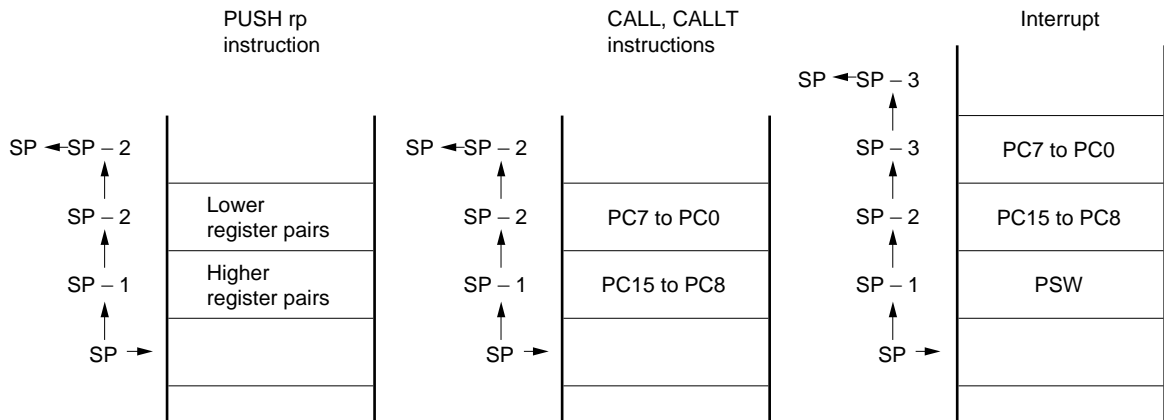 PUSH rp
instruction
SP
SP – 2
SP – 2
Lower
register pairs
SP – 1
Higher
register pairs
SP
CALL, CALLT
instructions
SP
SP – 2
SP – 2
PC7 to PC0
SP – 1
PC15 to PC8
SP
Interrupt
SP
SP – 3
SP – 3
PC7 to PC0
SP – 2
PC15 to PC8
SP – 1
PSW
SP